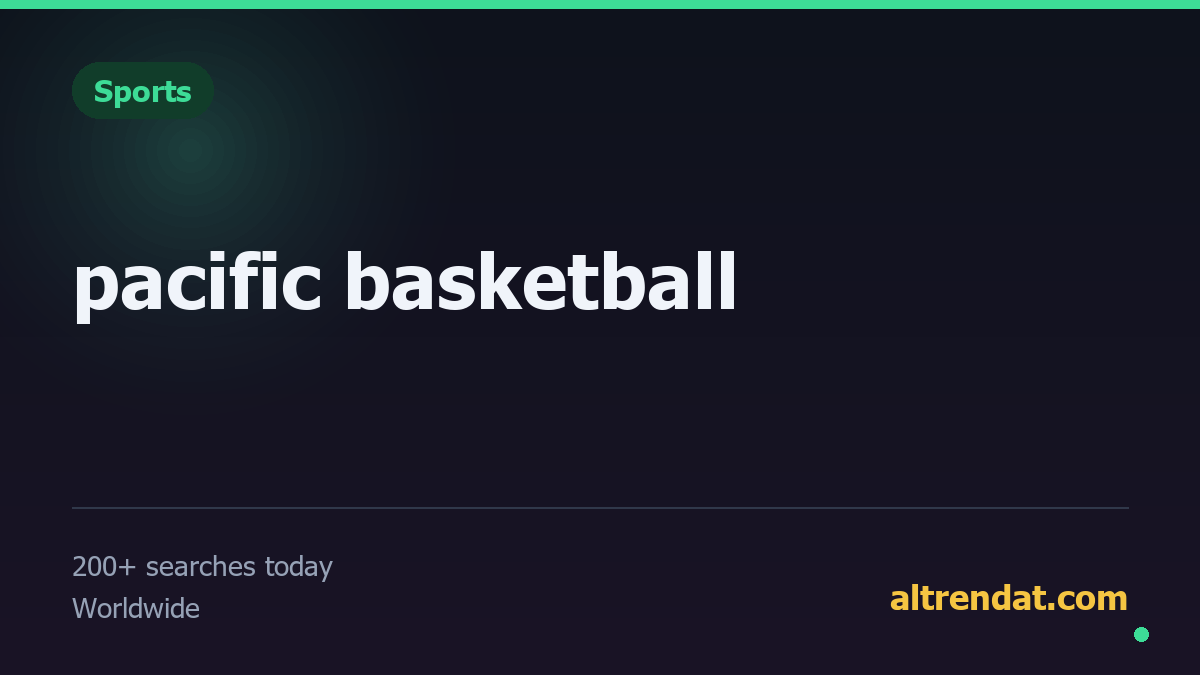 Sports
pacific basketball
200+ searches today
Worldwide
altrendat.com